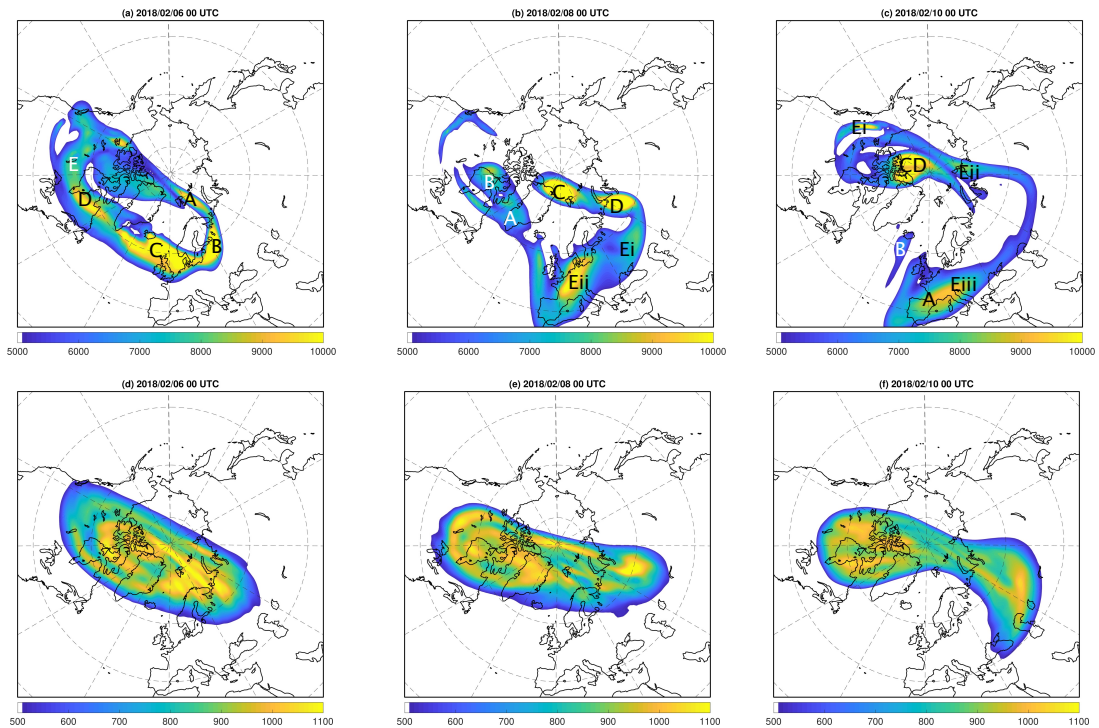 (a) 2018/02/06 00 UTC
(b) 2018/02/08 00 UTC
(c) 2018/02/10 00 UTC
E
D
A
C
B
B
A
C
D
Ei
Eii
Ei
CD
Eii
B
A
Eiii
5000 6000 7000 8000 9000 10000
5000 6000 7000 8000 9000 10000
5000 6000 7000 8000 9000 10000
(d) 2018/02/06 00 UTC
(e) 2018/02/08 00 UTC
(f) 2018/02/10 00 UTC
500 600 700 800 900 1000 1100
500 600 700 800 900 1000 1100
500 600 700 800 900 1000 1100